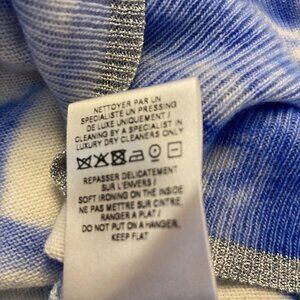 NETTOYER PAR UN
SPECIALISTE UN PRESSING
DE LUXE UNIQUEMENT /
CLEANING BY A SPECIALIST IN
LUXURY DRY CLEANERS ONLY
REPASSER DELICATEMENT
SUR L'ENVERS /
SOFT IRONING ON THE INSIDE
NE PAS METTRE SUR CINTRE,
RANGER A PLAT /
DO NOT PUT ON A HANGER,
KEEP FLAT